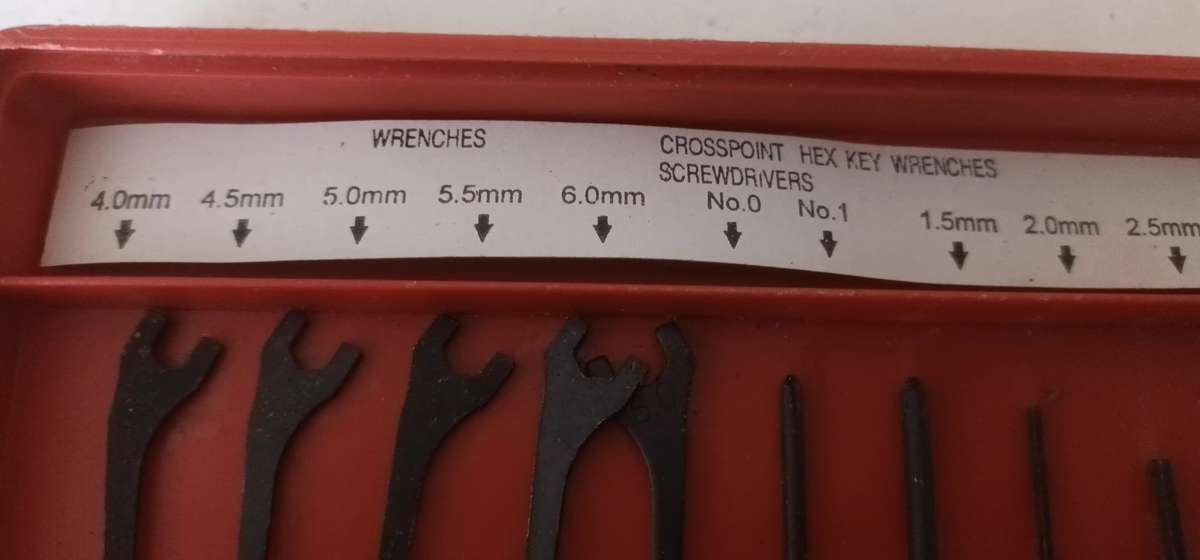 WRENCHES
CROSSPOINT HEX KEY WRENCHES
SCREWDRIVERS
4.0mm 4.5mm 5.0mm 5.5mm 6.0mm No.0 No.1 1.5mm 2.0mm 2.5mm